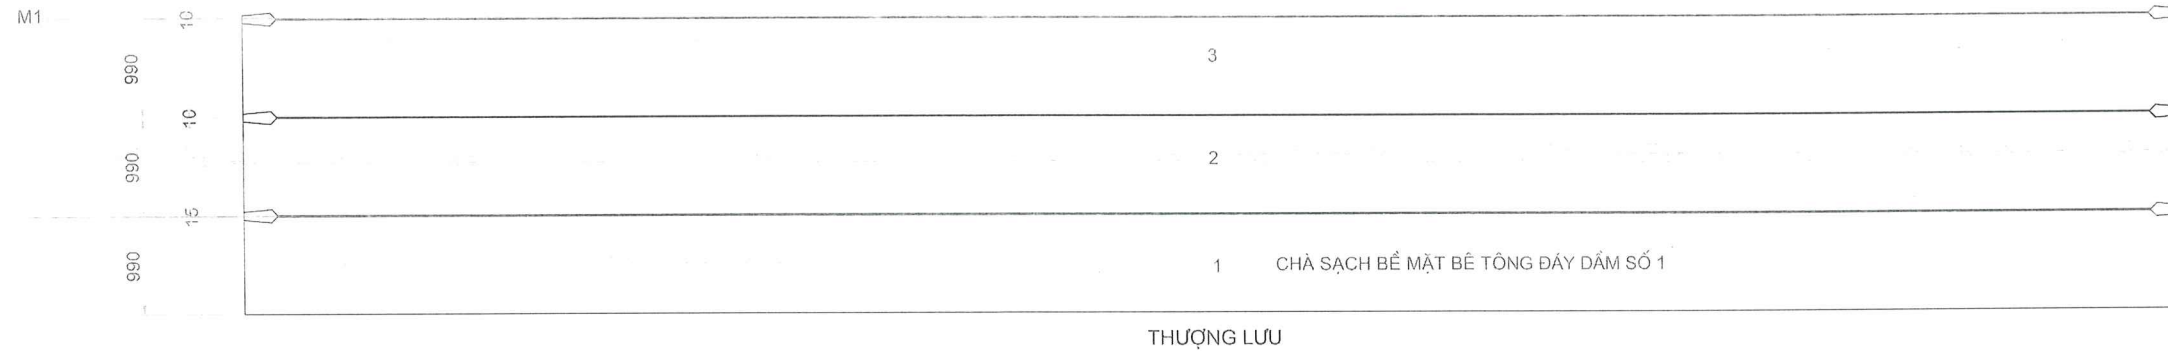 M1
10
990
3
10
990
2
15
990
1 CHÀ SẠCH BỀ MẶT BÊ TÔNG ĐÁY DẦM SỐ 1
THƯỢNG LƯU